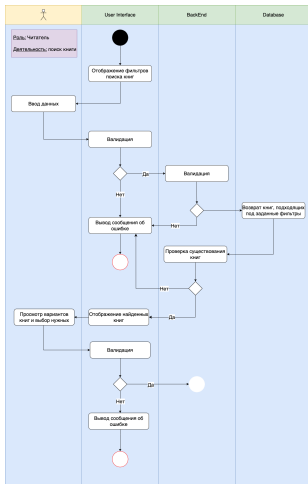 User Interface
BackEnd
Database
Роль: Читатель
Деятельность: поиск книги
Отображение фильтров
поиска книг
Ввод данных
Валидация
Да
Валидация
Нет
Возврат книг, подходящих
под заданные фильтры
Вывод сообщения об
ошибке
Нет
Проверка существования
книг
Нет
Да
Просмотр вариантов
книг и выбор нужных
Отображение найденных
книг
Валидация
Да
Нет
Вывод сообщения об
ошибке